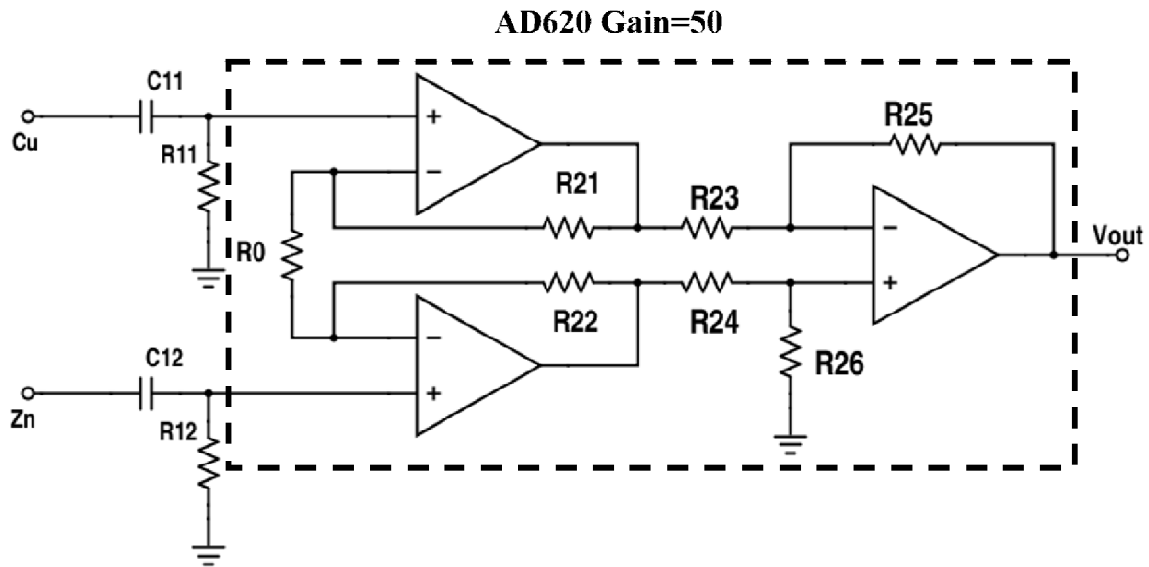 AD620 Gain=50
C11
Cu
R11
+
−
R21
R23
R25
R0
−
+
Vout
R22
R24
R26
C12
Zn
R12
−
+